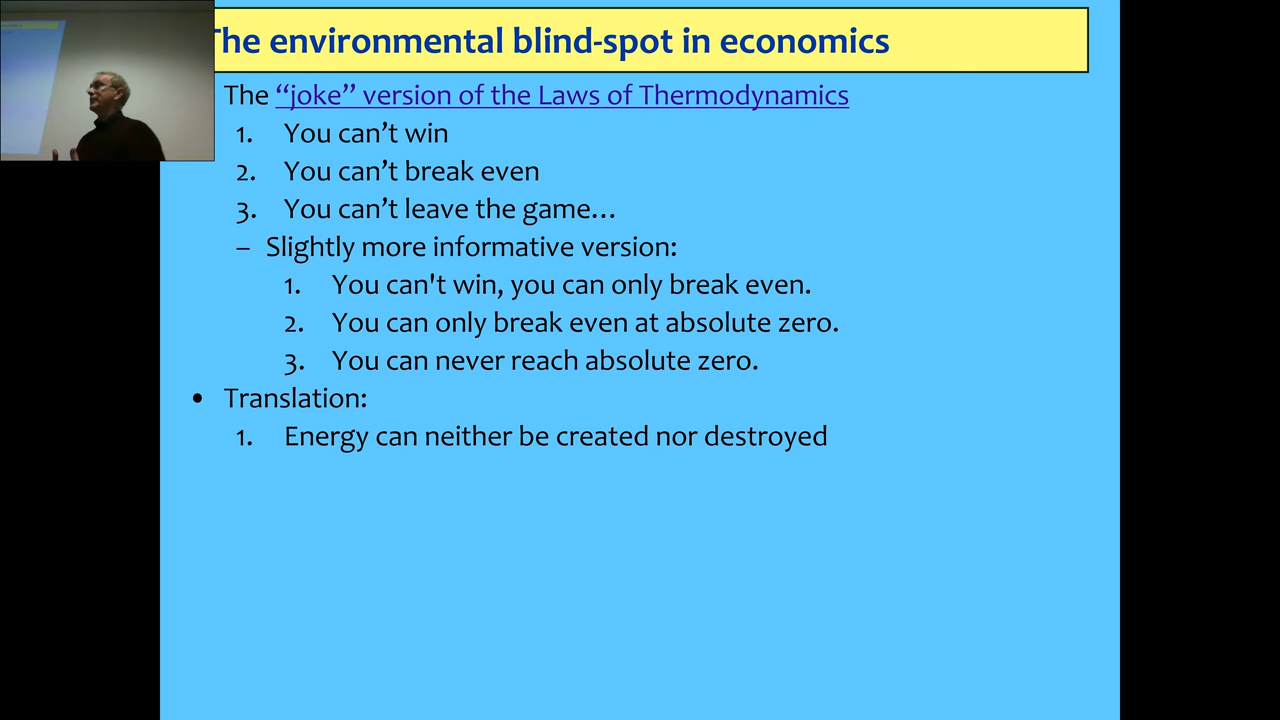 The environmental blind-spot in economics
The “joke” version of the Laws of Thermodynamics
1. You can’t win
2. You can’t break even
3. You can’t leave the game…
– Slightly more informative version:
1. You can't win, you can only break even.
2. You can only break even at absolute zero.
3. You can never reach absolute zero.
• Translation:
1. Energy can neither be created nor destroyed